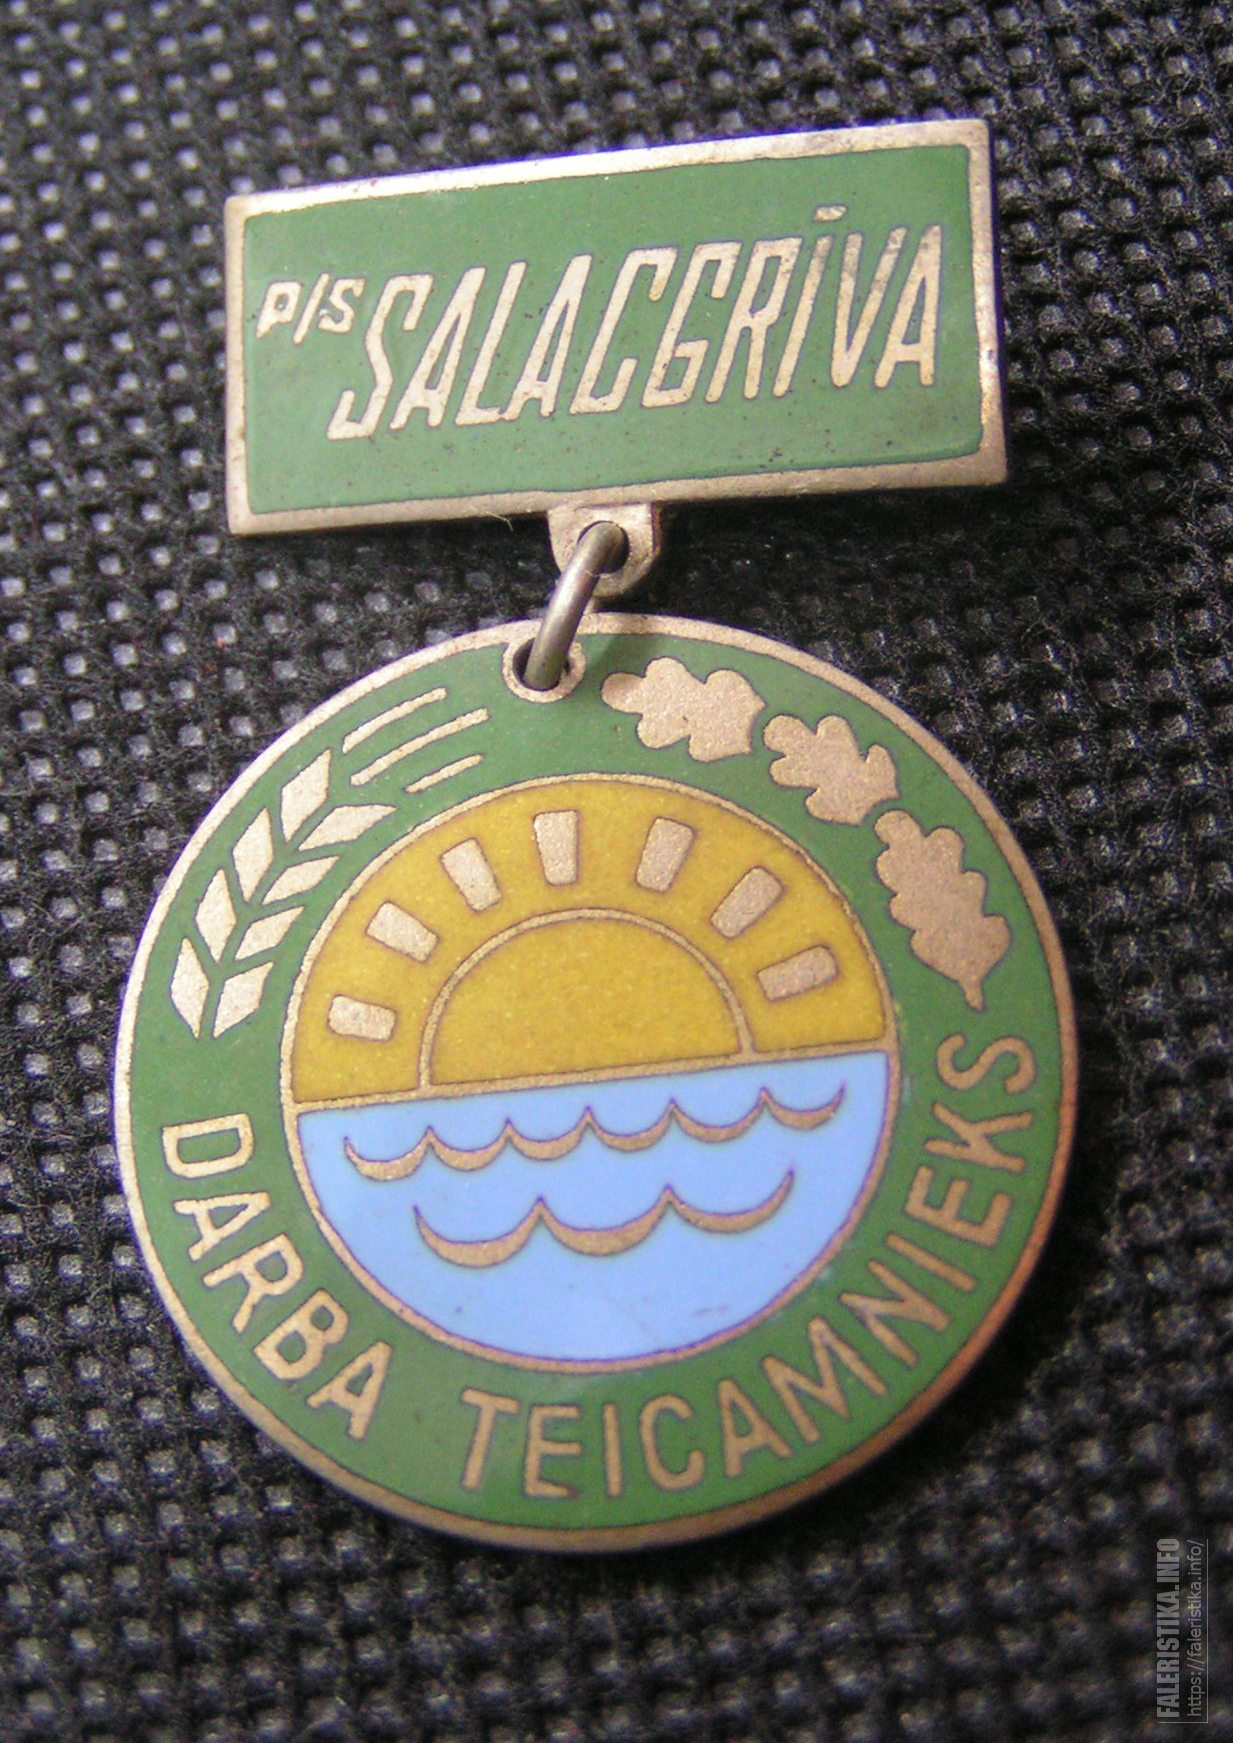 P/S SALACGRĪVA
DARBA TEICAMNIEKS
FALERISTIKA.INFO
https://faleristika.info/